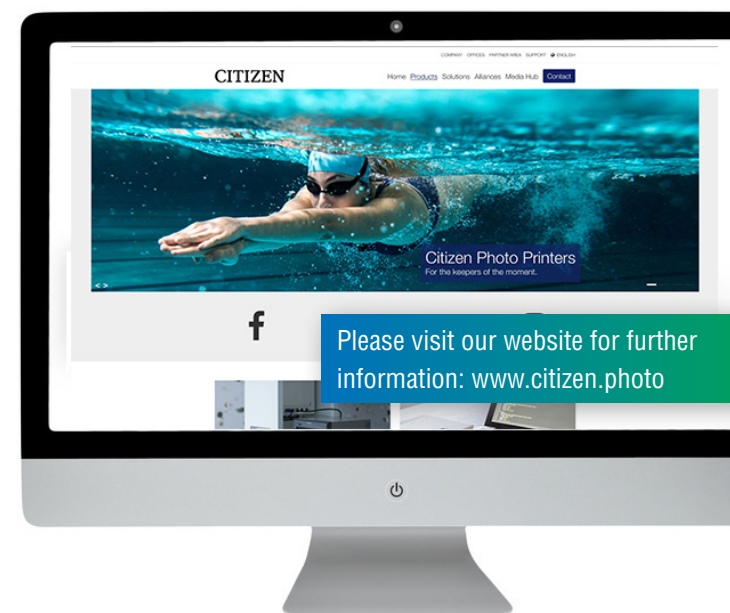 COMPANY OFFICES PARTNER AREA SUPPORT ENGLISH
CITIZEN
Home Products Solutions Alliances Media Hub Contact
Citizen Photo Printers
For the keepers of the moment.
< >
f
Please visit our website for further
information: www.citizen.photo